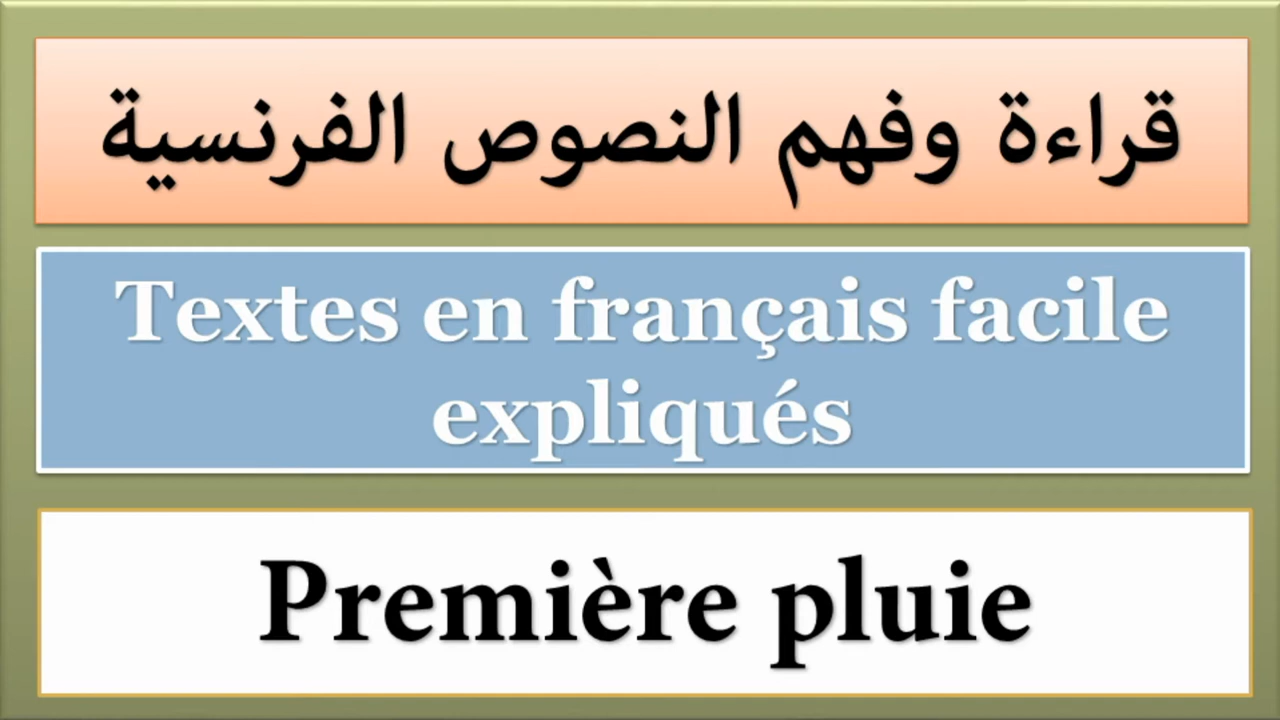 قراءة وفهم النصوص الفرنسية
Textes en français facile
expliqués
Première pluie